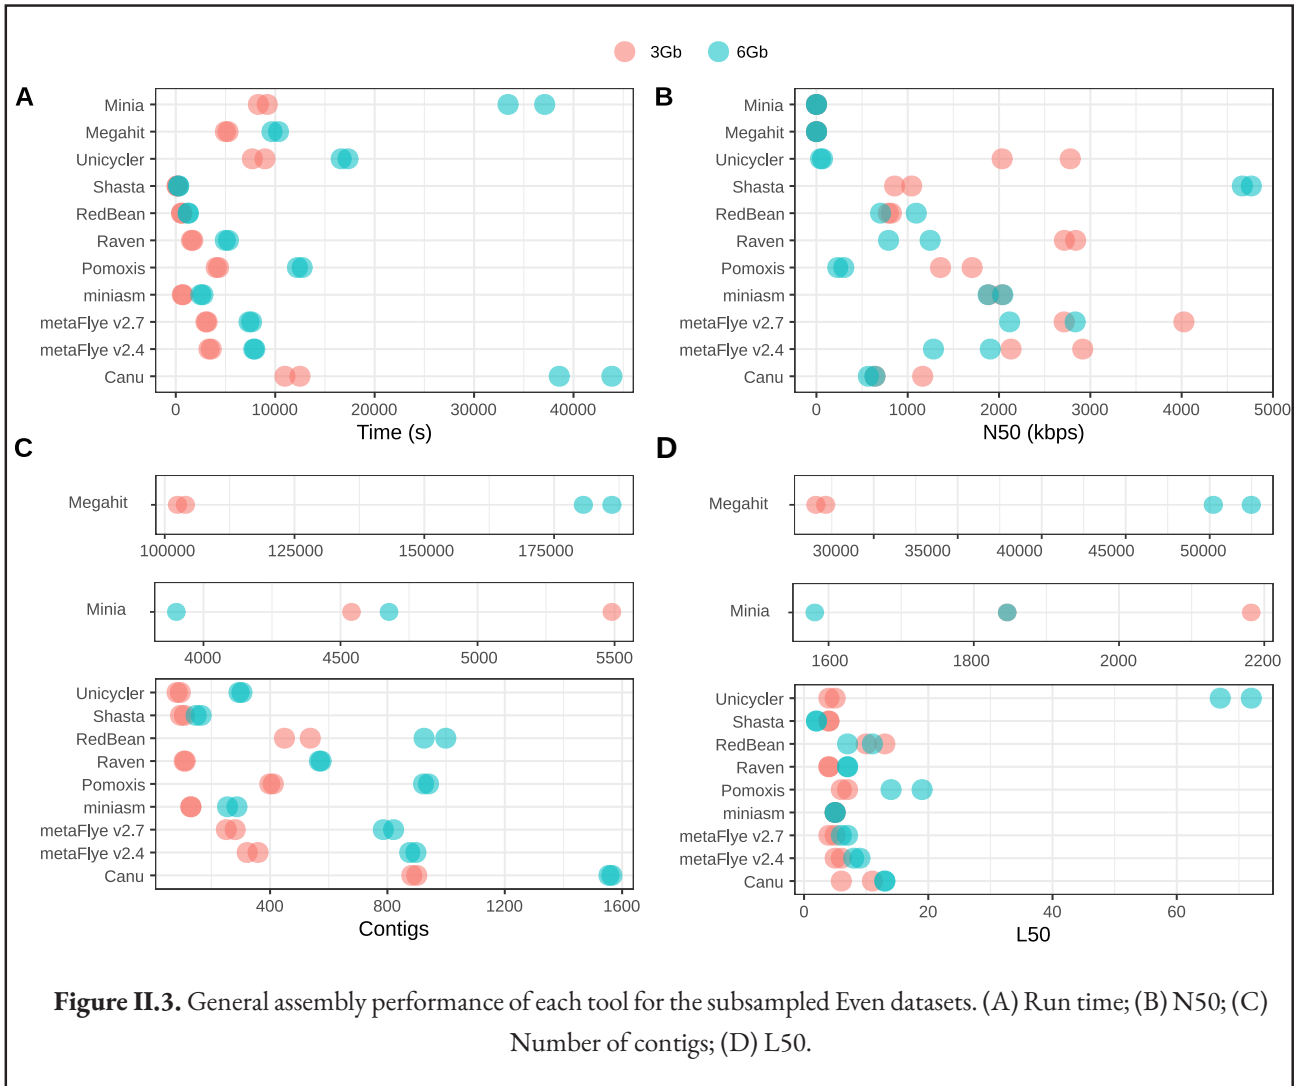 3Gb 6Gb
A
Minia
Megahit
Unicycler
Shasta
RedBean
Raven
Pomoxis
miniasm
metaFlye v2.7
metaFlye v2.4
Canu
0 10000 20000 30000 40000
Time (s)
B
Minia
Megahit
Unicycler
Shasta
RedBean
Raven
Pomoxis
miniasm
metaFlye v2.7
metaFlye v2.4
Canu
0 1000 2000 3000 4000 5000
N50 (kbps)
C
Megahit
100000 125000 150000 175000
Minia
4000 4500 5000 5500
Unicycler
Shasta
RedBean
Raven
Pomoxis
miniasm
metaFlye v2.7
metaFlye v2.4
Canu
400 800 1200 1600
Contigs
D
Megahit
30000 35000 40000 45000 50000
Minia
1600 1800 2000 2200
Unicycler
Shasta
RedBean
Raven
Pomoxis
miniasm
metaFlye v2.7
metaFlye v2.4
Canu
0 20 40 60
L50
Figure II.3. General assembly performance of each tool for the subsampled Even datasets. (A) Run time; (B) N50; (C)
Number of contigs; (D) L50.